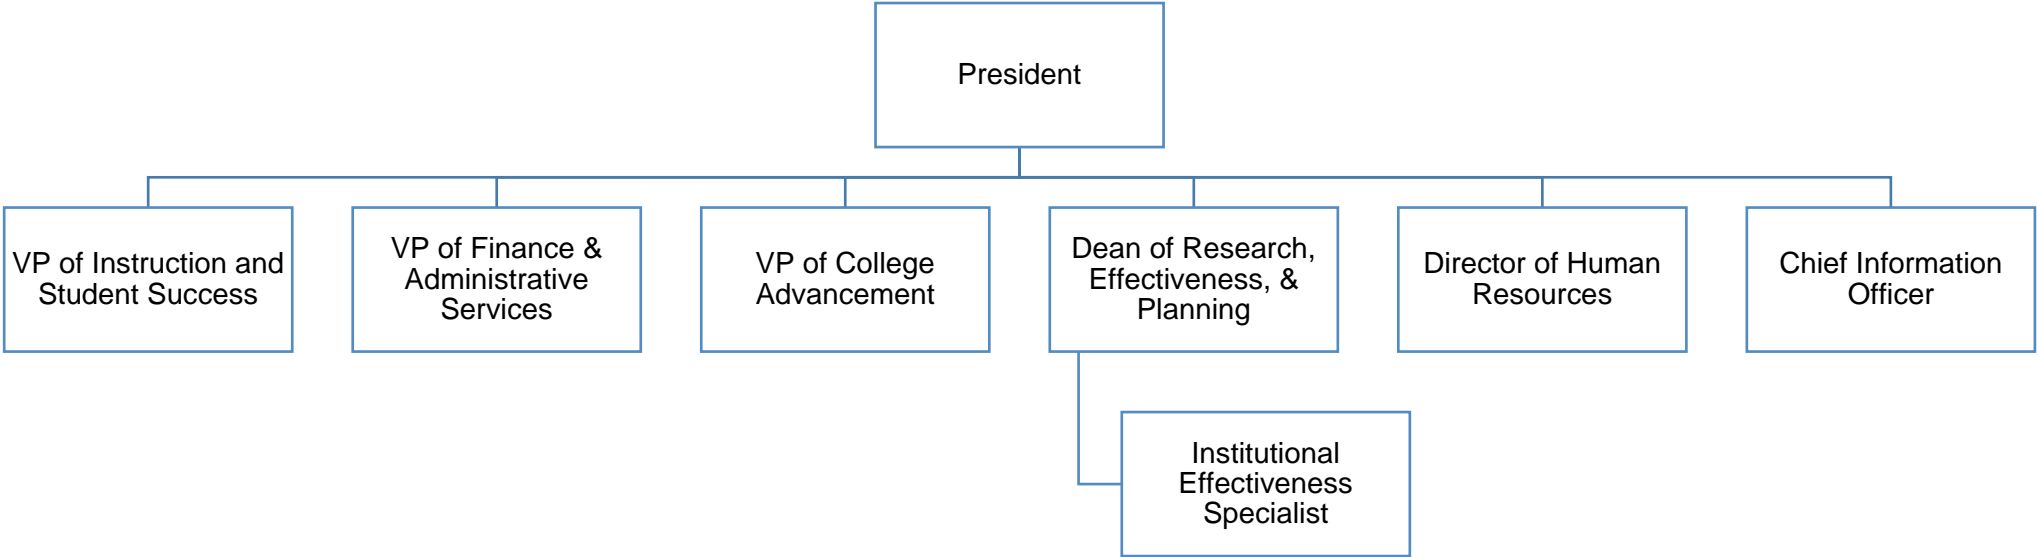 President
VP of Instruction and
Student Success
VP of Finance &
Administrative
Services
VP of College
Advancement
Dean of Research,
Effectiveness, &
Planning
Director of Human
Resources
Chief Information
Officer
Institutional
Effectiveness
Specialist